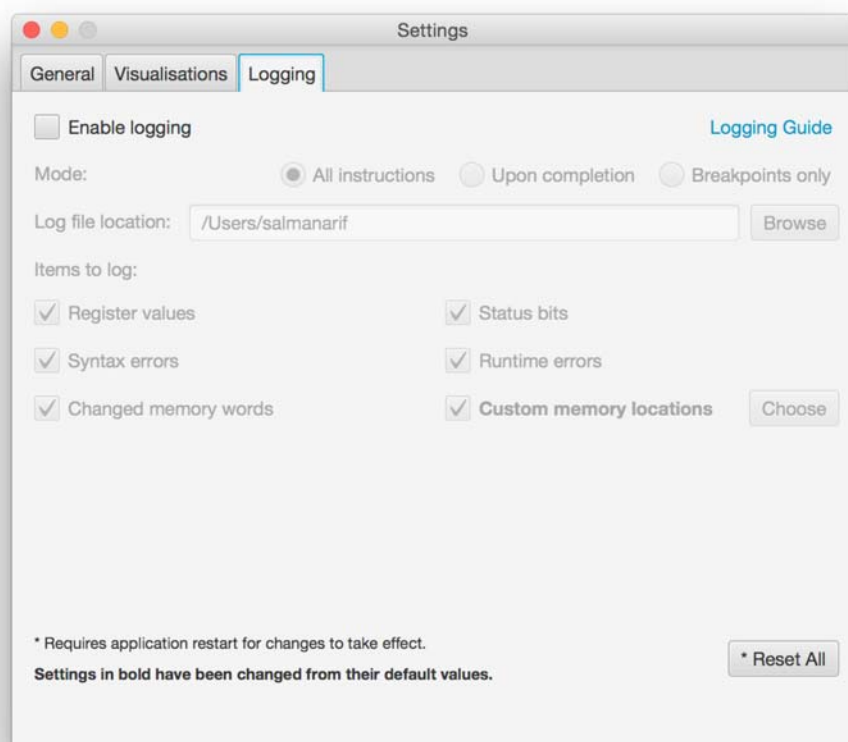 Settings
General Visualisations Logging
Enable logging Logging Guide
Mode: All instructions Upon completion Breakpoints only
Log file location: /Users/salmanarif Browse
Items to log:
Register values Status bits
Syntax errors Runtime errors
Changed memory words Custom memory locations Choose
* Requires application restart for changes to take effect.
* Reset All
Settings in bold have been changed from their default values.